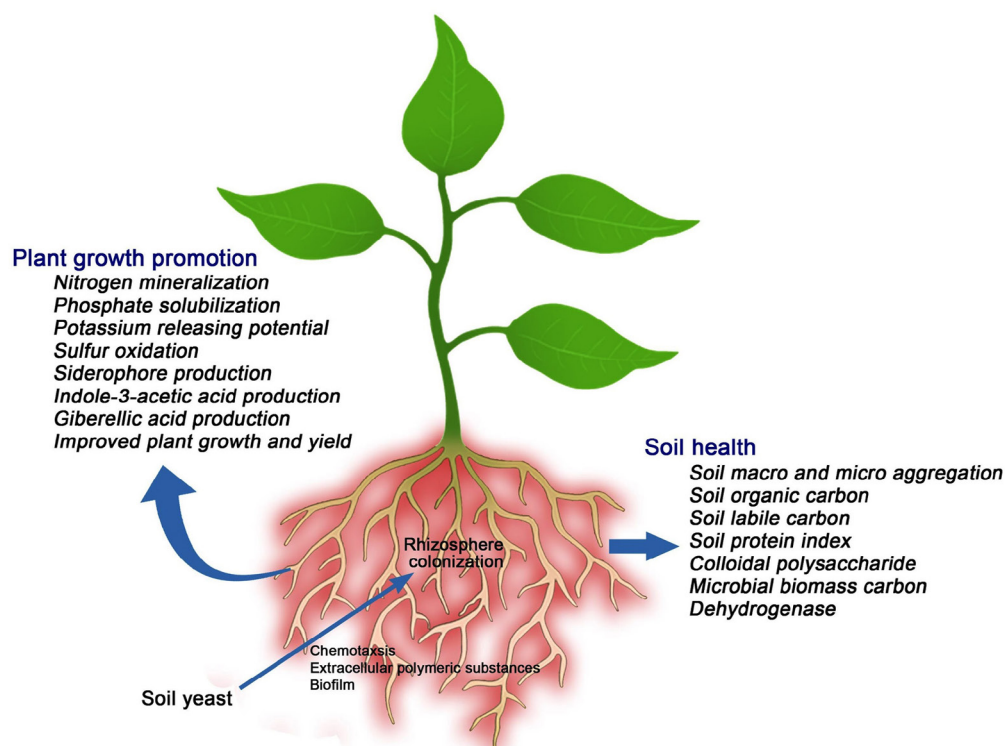 Plant growth promotion
Nitrogen mineralization
Phosphate solubilization
Potassium releasing potential
Sulfur oxidation
Siderophore production
Indole-3-acetic acid production
Giberellic acid production
Improved plant growth and yield
Soil health
Soil macro and micro aggregation
Soil organic carbon
Soil labile carbon
Soil protein index
Colloidal polysaccharide
Microbial biomass carbon
Dehydrogenase
Rhizosphere
colonization
Chemotaxsis
Extracellular polymeric substances
Biofilm
Soil yeast